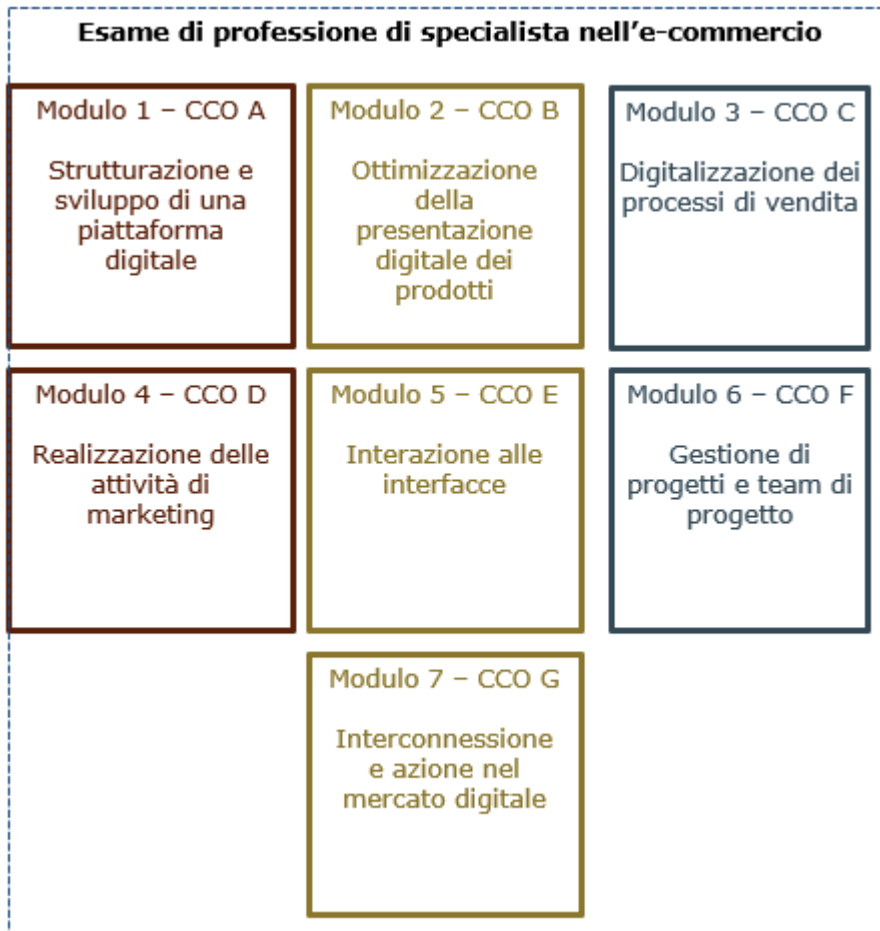 Esame di professione di specialista nell'e-commercio
Modulo 1 – CCO A
Strutturazione e
sviluppo di una
piattaforma
digitale
Modulo 2 – CCO B
Ottimizzazione
della
presentazione
digitale dei
prodotti
Modulo 3 – CCO C
Digitalizzazione dei
processi di vendita
Modulo 4 – CCO D
Realizzazione delle
attività di
marketing
Modulo 5 – CCO E
Interazione alle
interfacce
Modulo 6 – CCO F
Gestione di
progetti e team di
progetto
Modulo 7 – CCO G
Interconnessione
e azione nel
mercato digitale